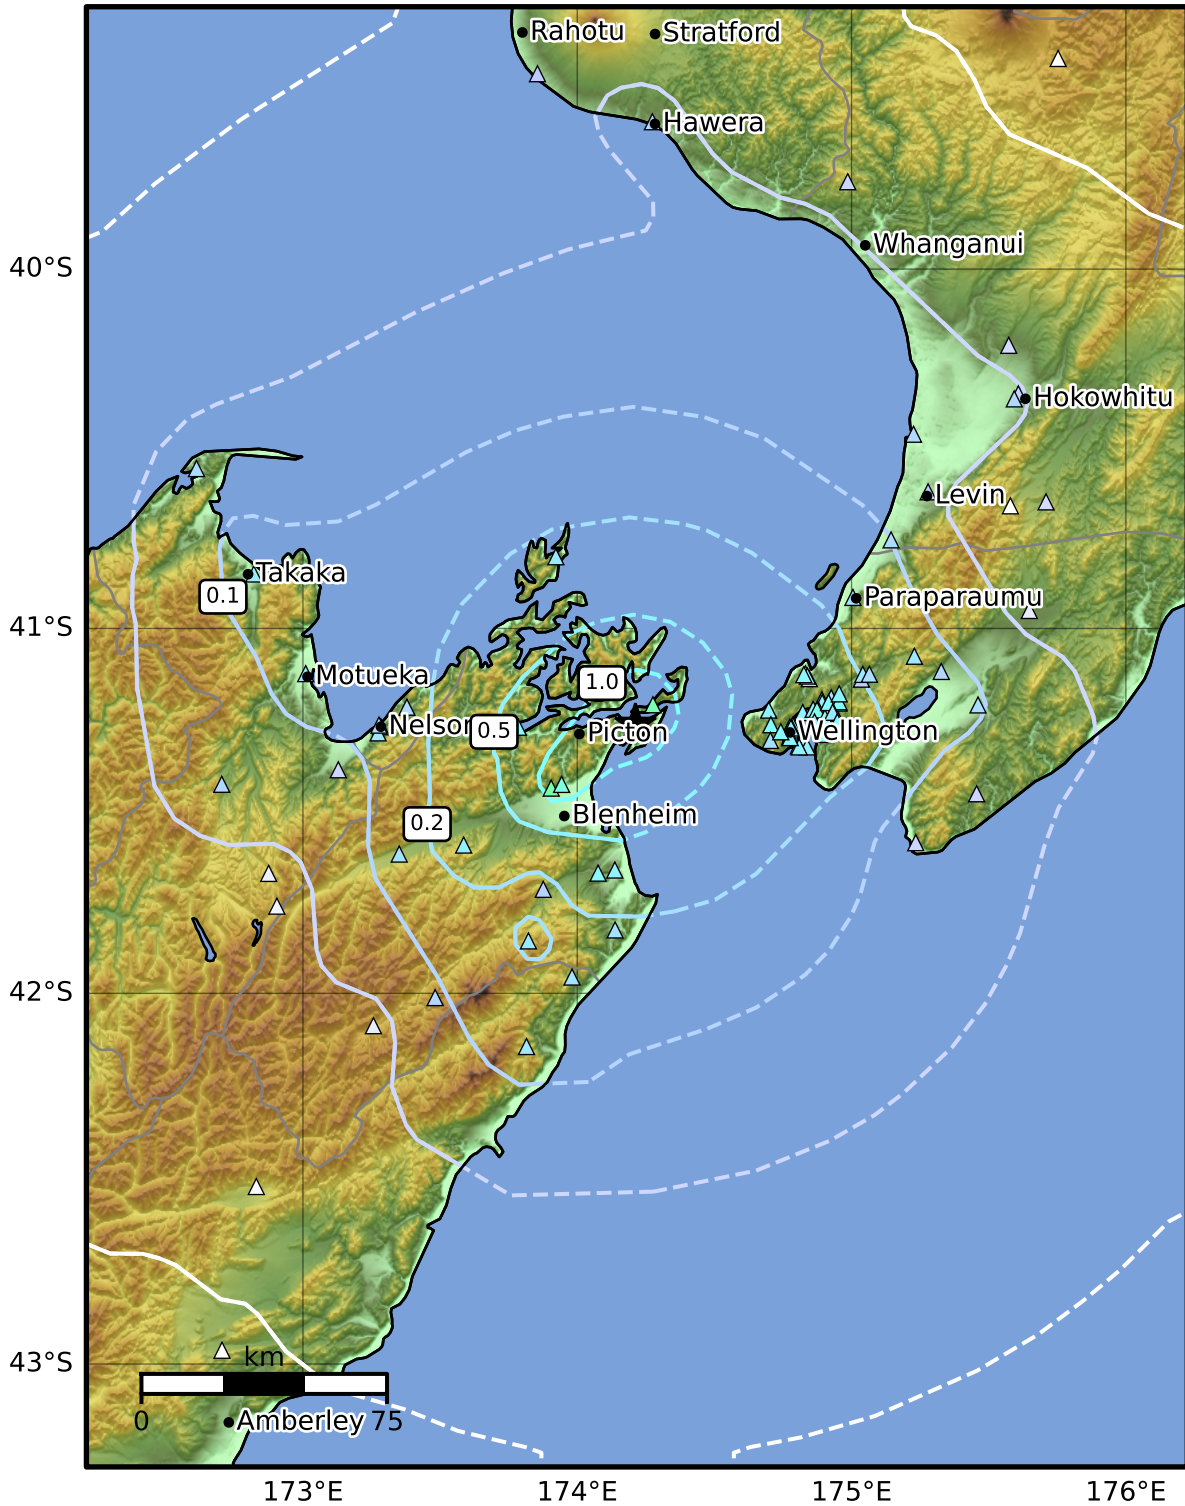 Rahotu
Stratford
Hawera
Whanganui
40°S
Hokowhitu
Levin
Takaka
0.1
Paraparaumu
41°S
Motueka
1.0
Nelson
0.5
Picton
Wellington
0.2
Blenheim
42°S
43°S
km
0
75
Amberley
173°E
174°E
175°E
176°E